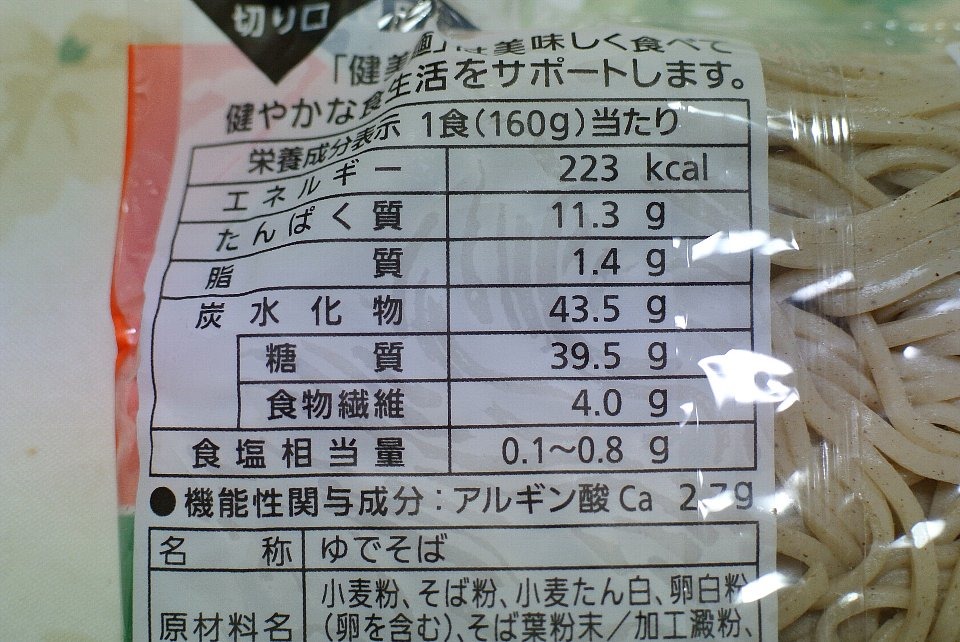 切り口
「健美麺」は美味しく食べて
健やかな食生活をサポートします。
栄養成分表示 1食(160g)当たり
エネルギー 223 kcal
たんぱく質 11.3 g
脂質 1.4 g
炭水化物 43.5 g
糖質 39.5 g
食物繊維 4.0 g
食塩相当量 0.1〜0.8 g
●機能性関与成分:アルギン酸Ca 2.7g
名称 ゆでそば
原材料名 小麦粉、そば粉、小麦たん白、卵白粉
(卵を含む)、そば葉粉末/加工澱粉、